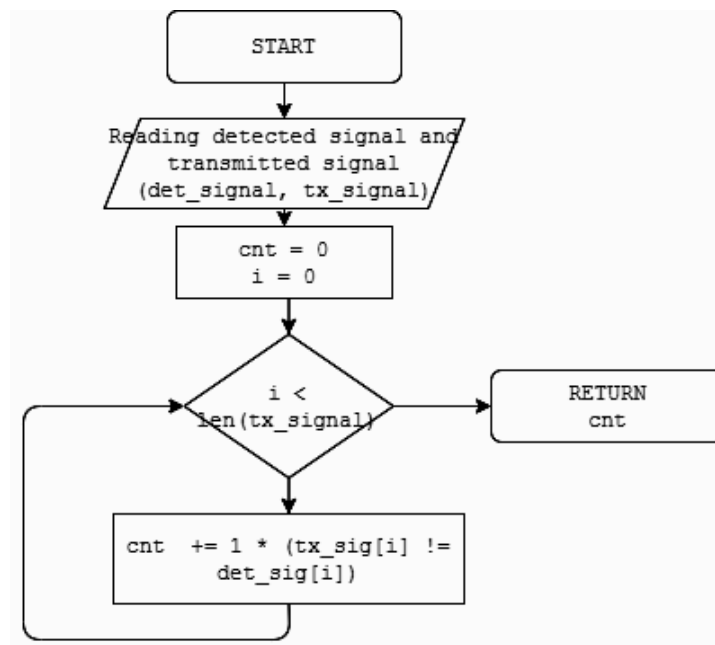 START
Reading detected signal and
transmitted signal
(det_signal, tx_signal)
cnt = 0
i = 0
i <
len(tx_signal)
RETURN
cnt
cnt  += 1 * (tx_sig[i] !=
det_sig[i])